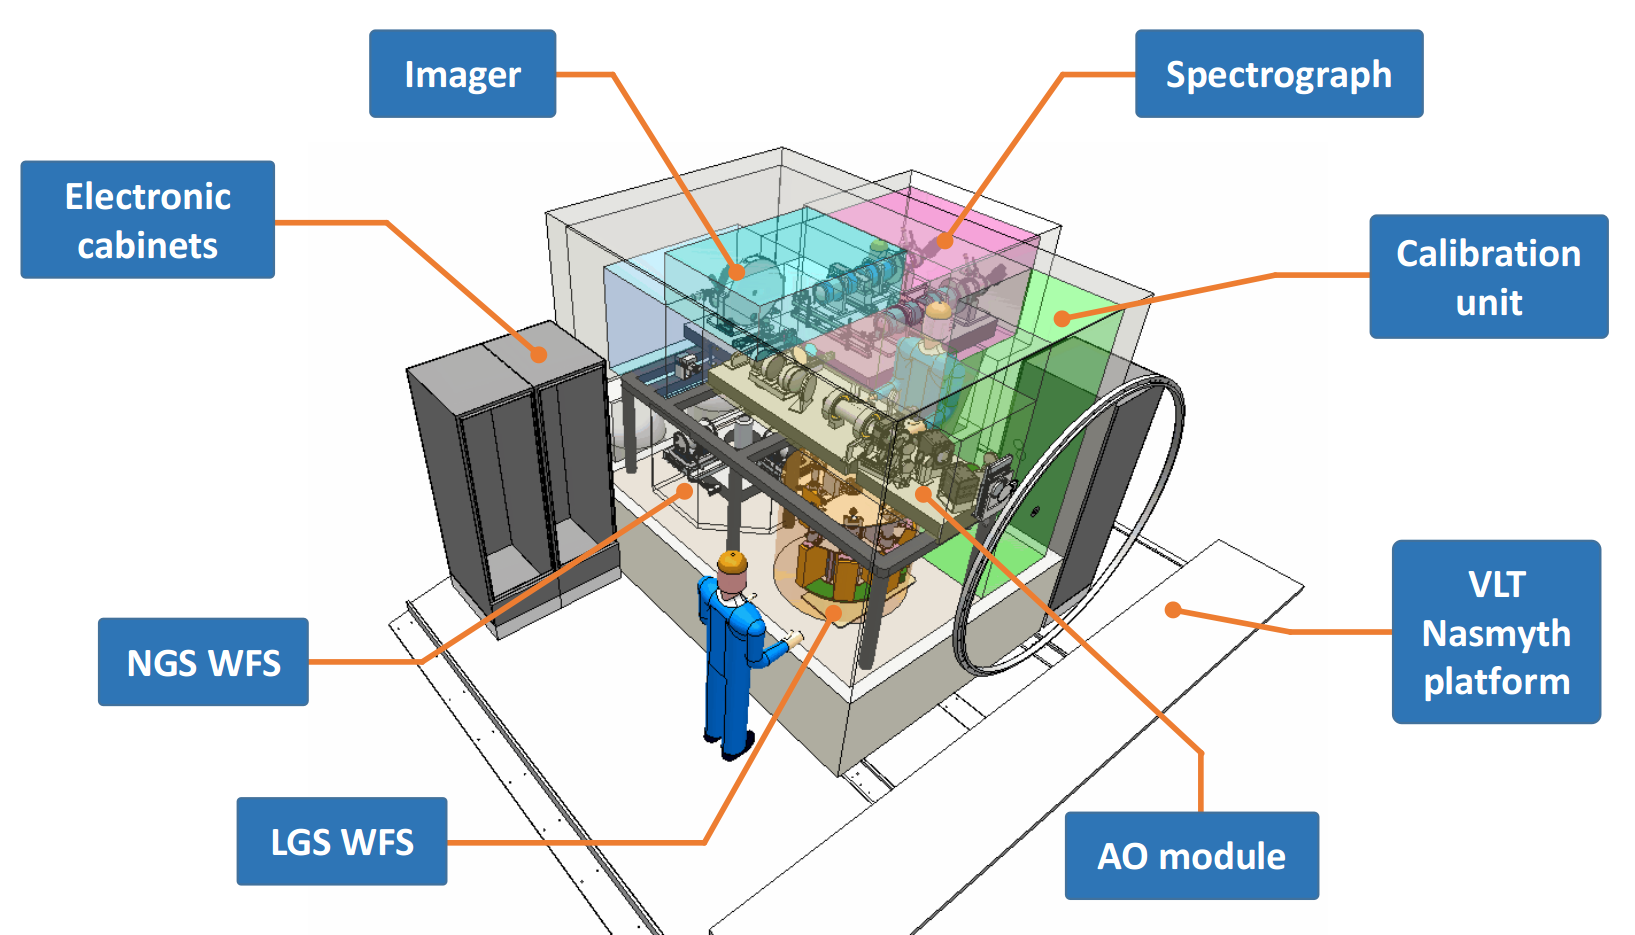 Imager
Spectrograph
Electronic
cabinets
Calibration
unit
NGS WFS
VLT
Nasmyth
platform
LGS WFS
AO module